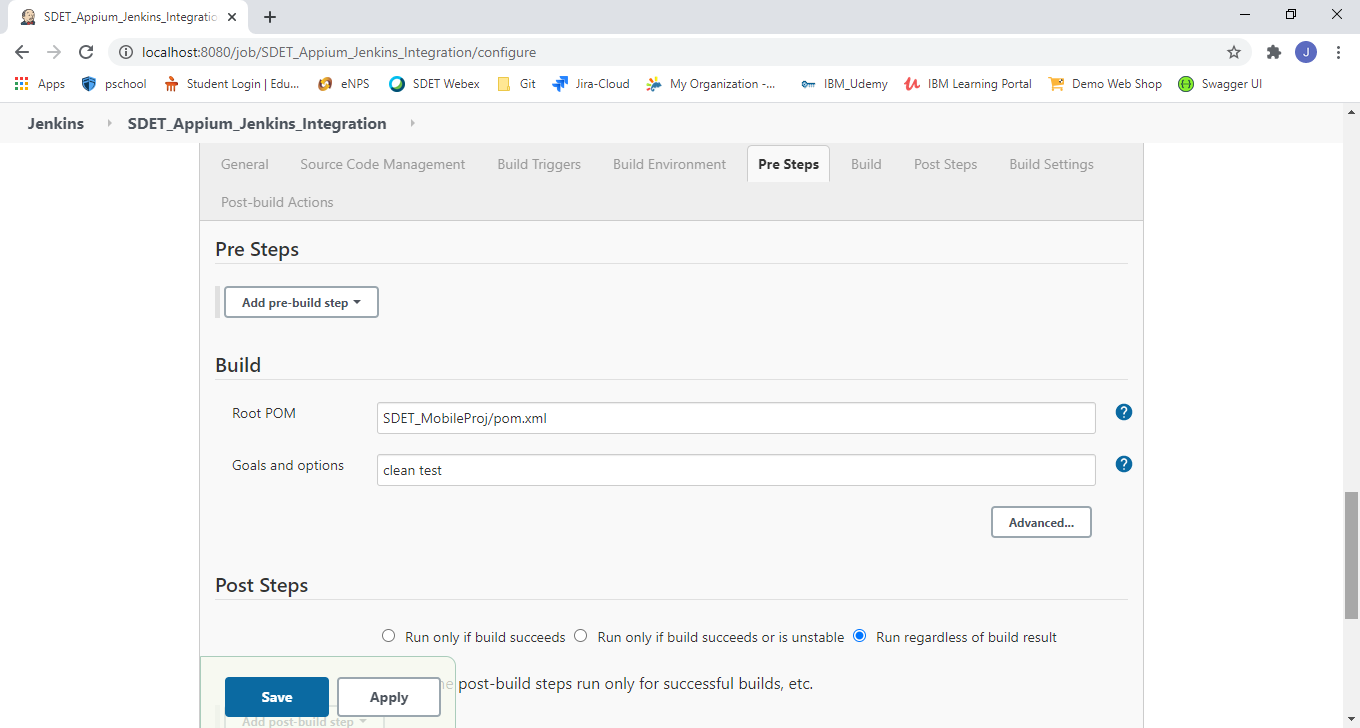 SDET_Appium_Jenkins_Integratio
localhost:8080/job/SDET_Appium_Jenkins_Integration/configure
J
Apps pschool Student Login | Edu... eNPS SDET Webex Git Jira-Cloud My Organization -... IBM_Udemy IBM Learning Portal Demo Web Shop Swagger UI
Jenkins SDET_Appium_Jenkins_Integration
General Source Code Management Build Triggers Build Environment Pre Steps Build Post Steps Build Settings
Post-build Actions
Pre Steps
Add pre-build step
Build
Root POM SDET_MobileProj/pom.xml ?
Goals and options clean test ?
Advanced...
Post Steps
Run only if build succeeds Run only if build succeeds or is unstable Run regardless of build result
post-build steps run only for successful builds, etc.
Save Apply
Add post-build step